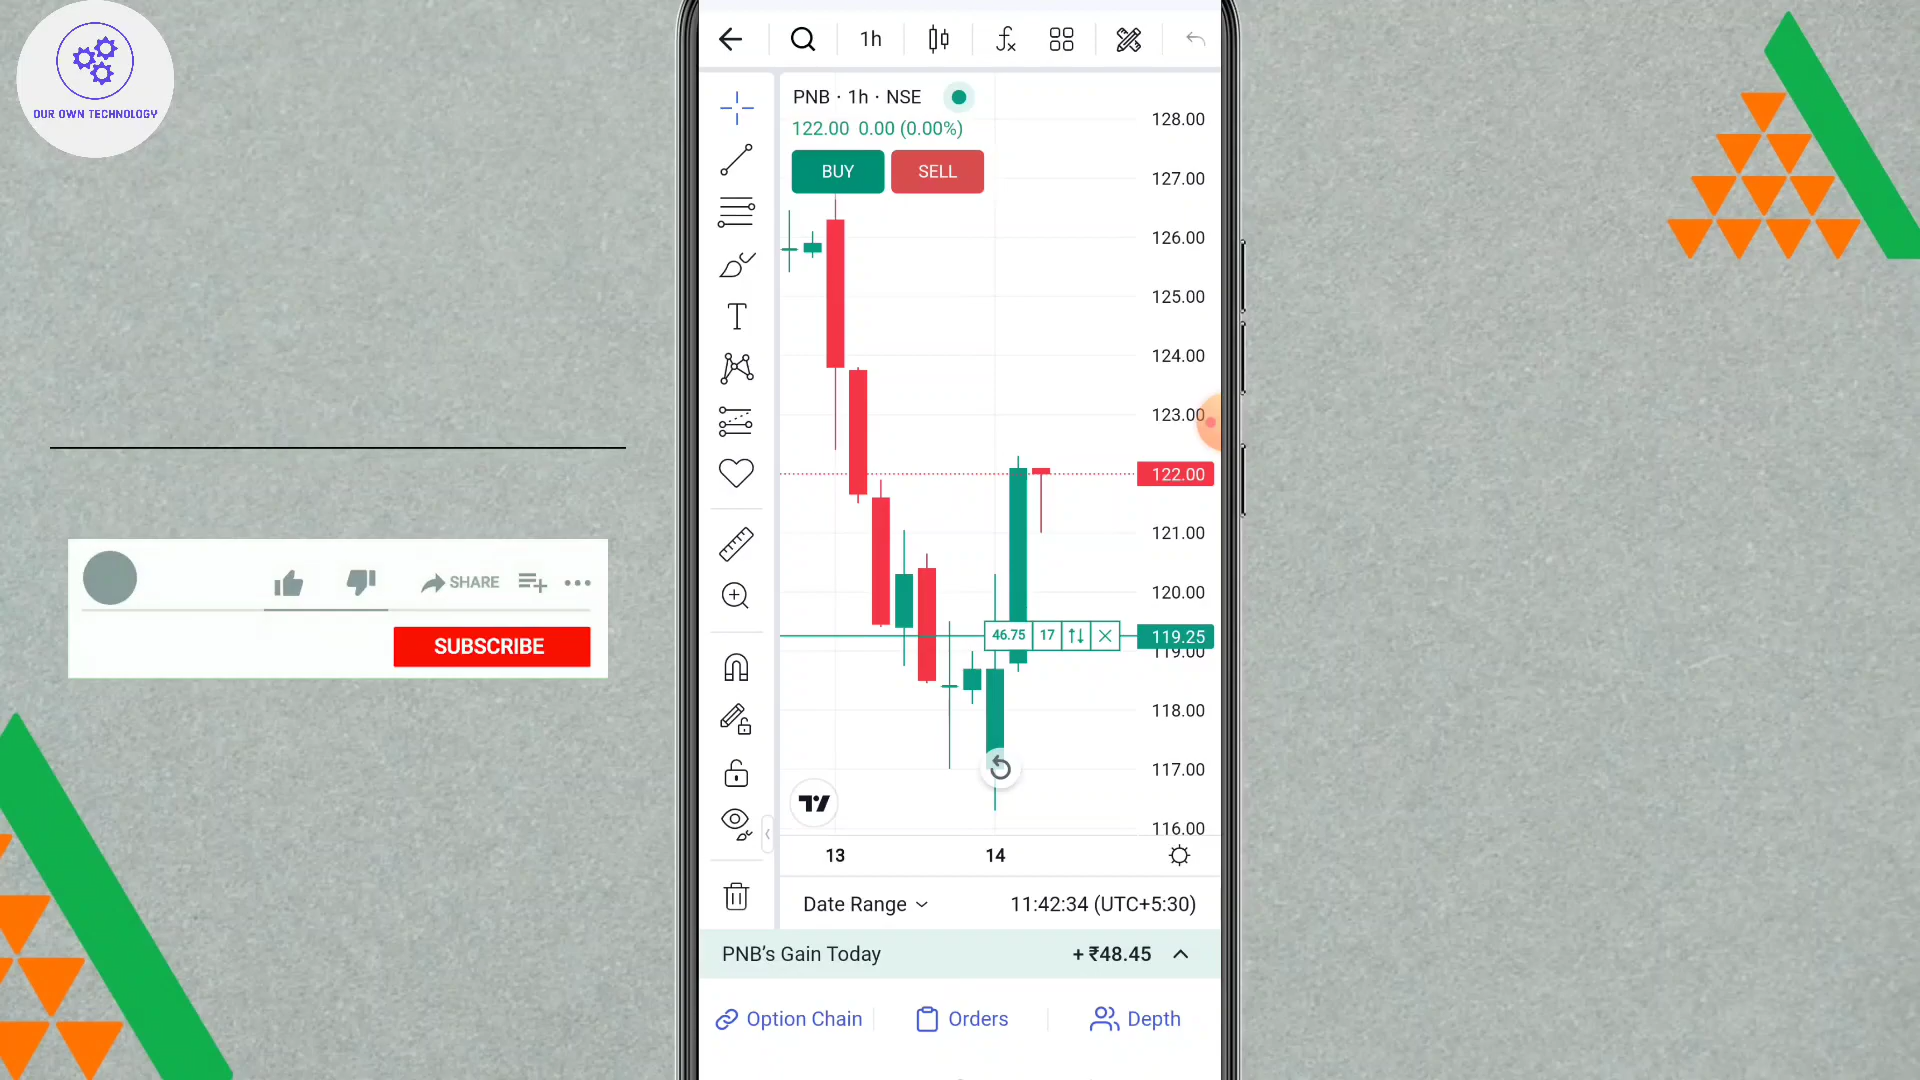 OUR OWN TECHNOLOGY
1h
PNB · 1h · NSE
122.00 0.00 (0.00%)
BUY SELL
128.00
127.00
126.00
125.00
124.00
123.00
122.00
121.00
120.00
46.75 17
119.25
119.00
118.00
117.00
116.00
13 14
Date Range
11:42:34 (UTC+5:30)
PNB's Gain Today
+ ₹48.45
Option Chain
Orders
Depth
SHARE
SUBSCRIBE